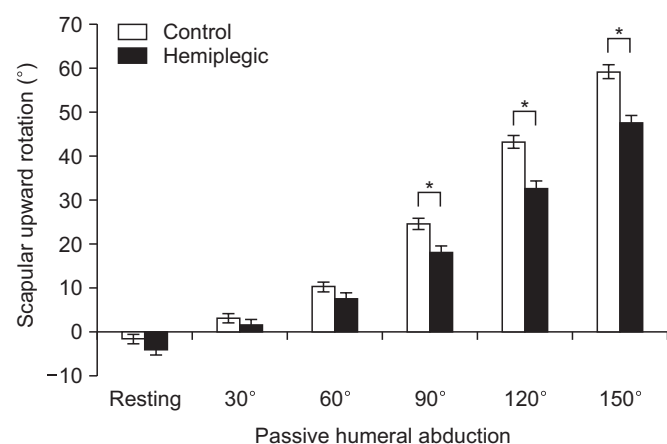 Scapular upward rotation (°)
70
60
50
40
30
20
10
0
−10
Control
Hemiplegic
*
*
*
Resting 30° 60° 90° 120° 150°
Passive humeral abduction